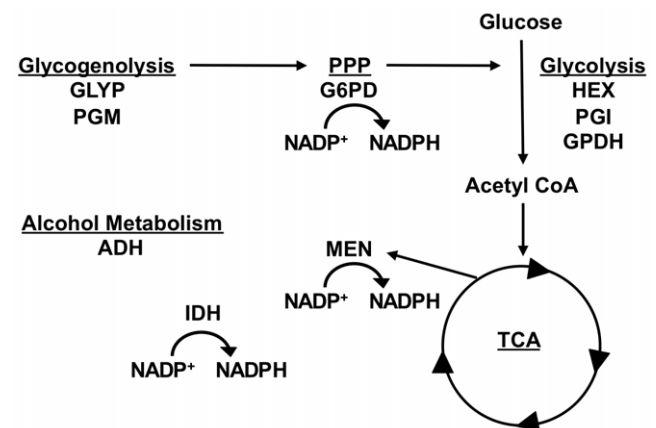 Glucose
Glycogenolysis
GLYP
PGM
PPP
G6PD
NADP+ NADPH
Glycolysis
HEX
PGI
GPDH
Acetyl CoA
Alcohol Metabolism
ADH
MEN
NADP+ NADPH
IDH
NADP+ NADPH
TCA